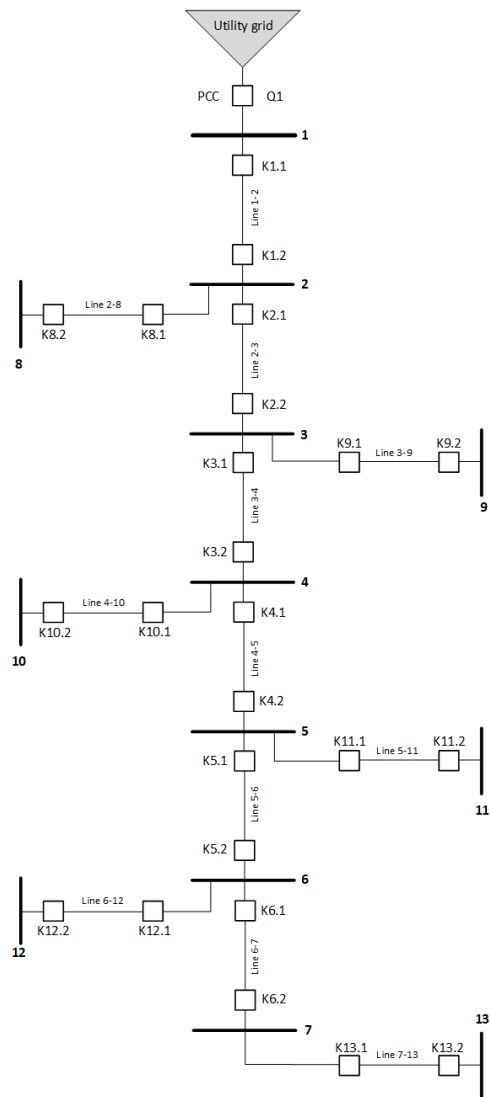 Utility grid
PCC
Q1
1
K1.1
Line 1-2
K1.2
2
Line 2-8
K8.2
K8.1
K2.1
8
Line 2-3
K2.2
3
K9.1
K9.2
Line 3-9
K3.1
9
Line 3-4
K3.2
4
Line 4-10
K10.2
K10.1
K4.1
10
Line 4-5
K4.2
5
K11.1
K11.2
Line 5-11
K5.1
11
Line 5-6
K5.2
6
Line 6-12
K12.2
K12.1
K6.1
12
Line 6-7
K6.2
7
13
K13.1
K13.2
Line 7-13